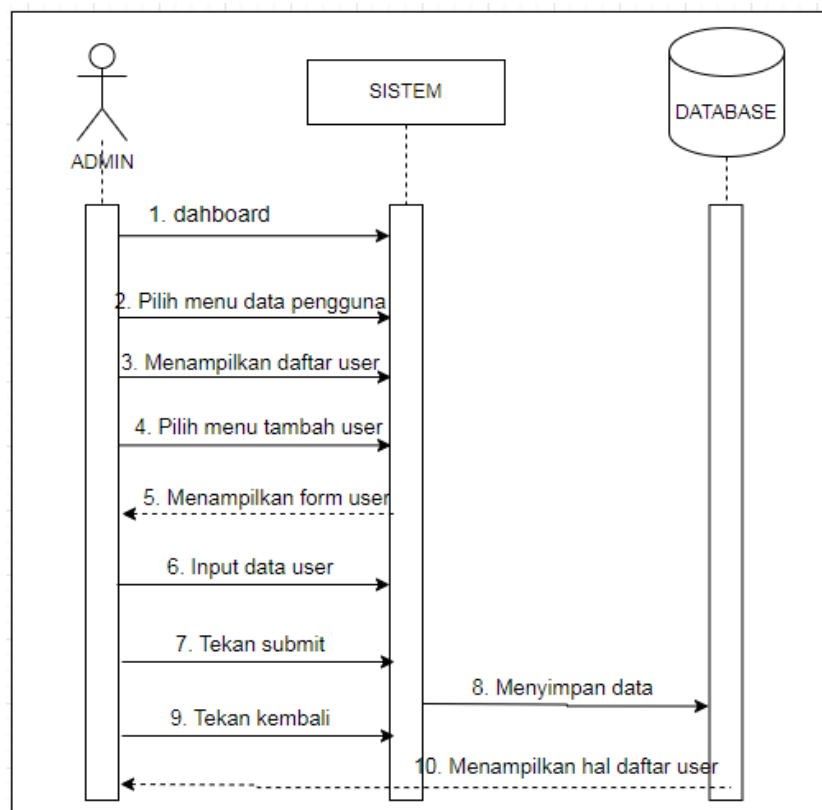 SISTEM
DATABASE
ADMIN
1. dahboard
2. Pilih menu data pengguna
3. Menampilkan daftar user
4. Pilih menu tambah user
5. Menampilkan form user
6. Input data user
7. Tekan submit
8. Menyimpan data
9. Tekan kembali
10. Menampilkan hal daftar user